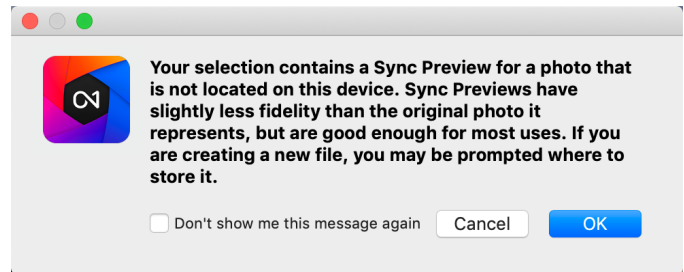 Your selection contains a Sync Preview for a photo that
is not located on this device. Sync Previews have
slightly less fidelity than the original photo it
represents, but are good enough for most uses. If you
are creating a new file, you may be prompted where to
store it.
Don't show me this message again
Cancel
OK